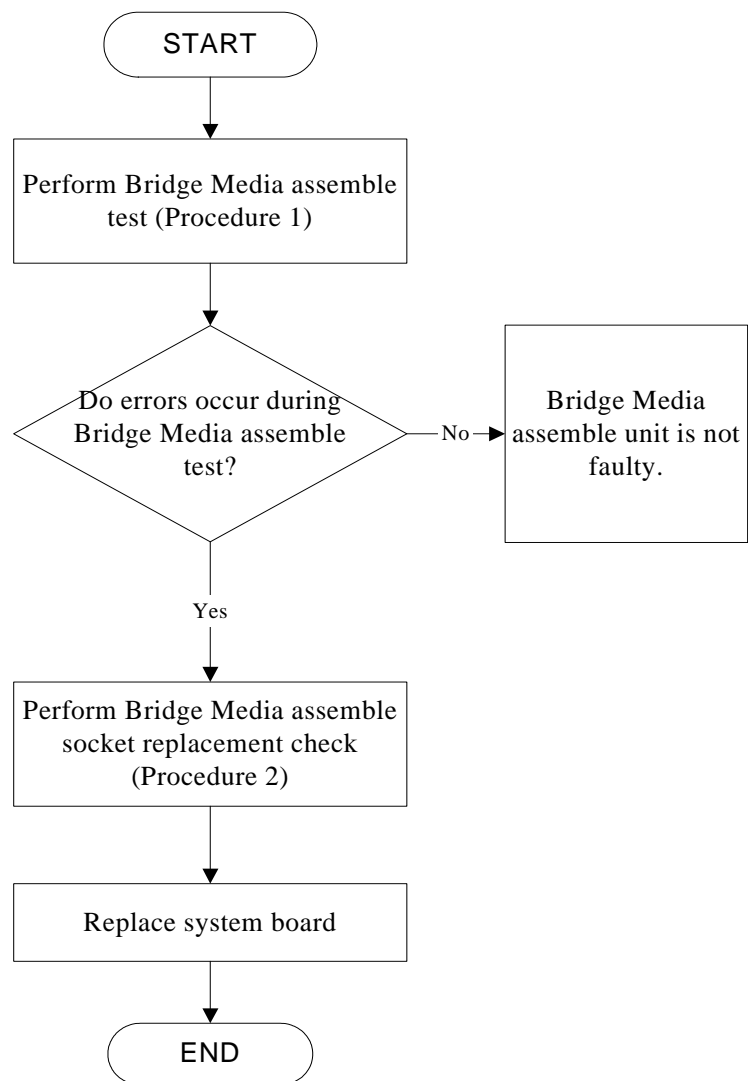 START
Perform Bridge Media assemble
test (Procedure 1)
Do errors occur during
Bridge Media assemble
test?
No
Bridge Media
assemble unit is not
faulty.
Yes
Perform Bridge Media assemble
socket replacement check
(Procedure 2)
Replace system board
END